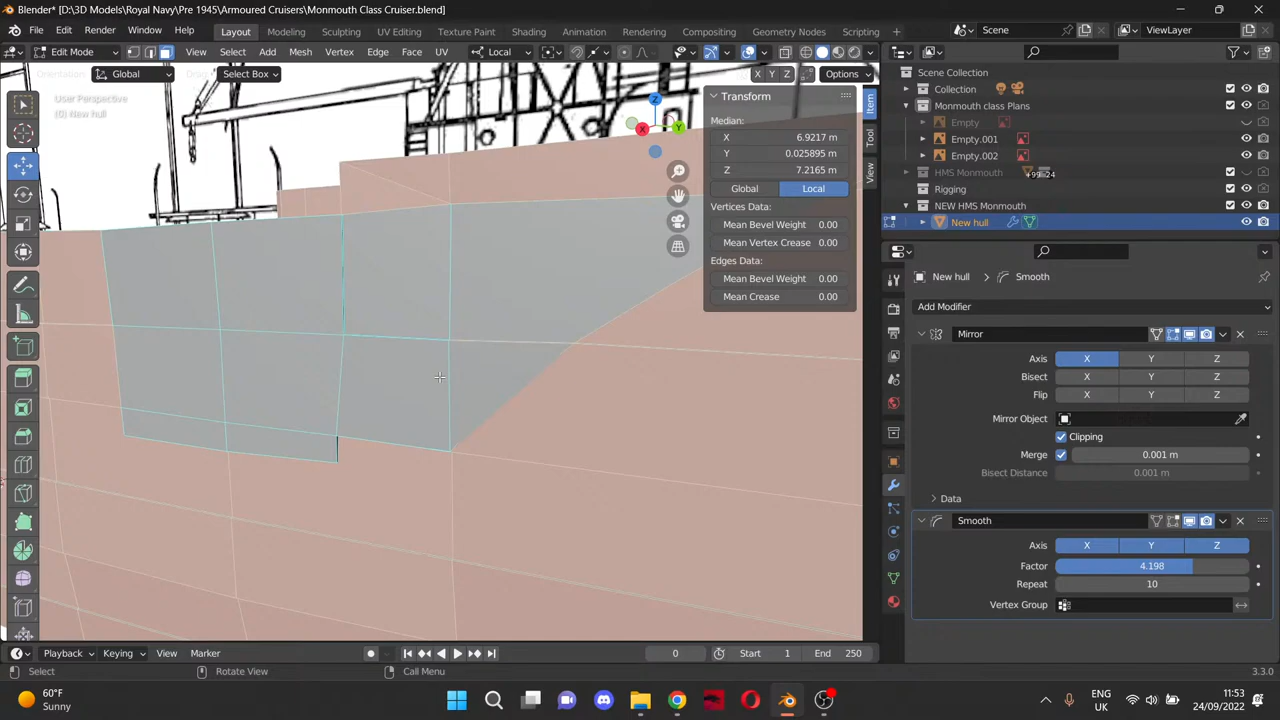 Blender* [D:\3D Models\Royal Navy\Pre 1945\Armoured Cruisers\Monmouth Class Cruiser.blend]
File Edit Render Window Help Layout Modeling Sculpting UV Editing Texture Paint Shading Animation Rendering Compositing Geometry Nodes Scripting Scene ViewLayer
Edit Mode View Select Add Mesh Vertex Edge Face UV Local
Global Select Box X Y Z Options
User Perspective
(0) New hull
Z
X Y
Transform
Median:
X 6.9217 m
Y 0.025895 m
Z 7.2165 m
Global Local
Vertices Data:
Mean Bevel Weight 0.00
Mean Vertex Crease 0.00
Edges Data:
Mean Bevel Weight 0.00
Mean Crease 0.00
Item
Tool
View
Scene Collection
Collection
Monmouth class Plans
Empty
Empty.001
Empty.002
HMS Monmouth
Rigging
NEW HMS Monmouth
New hull
New hull Smooth
Add Modifier
Mirror
Axis X Y Z
Bisect X Y Z
Flip X Y Z
Mirror Object
Clipping
Merge 0.001 m
Bisect Distance 0.001 m
Data
Smooth
Axis X Y Z
Factor 4.198
Repeat 10
Vertex Group
Playback Keying View Marker 0 Start 1 End 250
Select Rotate View Call Menu 3.3.0
60°F
Sunny
ENG
UK
11:53
24/09/2022